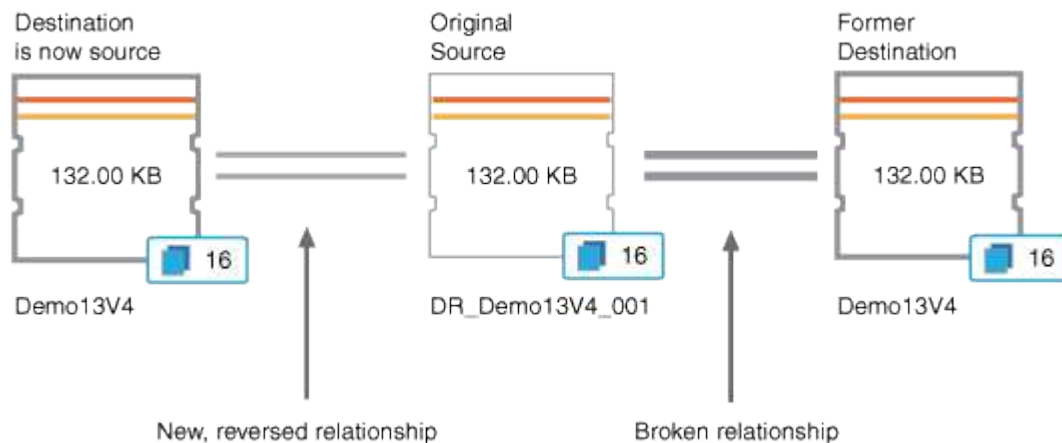 Destination
is now source
Original
Source
Former
Destination
132.00 KB
132.00 KB
132.00 KB
16
16
16
Demo13V4
DR_Demo13V4_001
Demo13V4
New, reversed relationship
Broken relationship